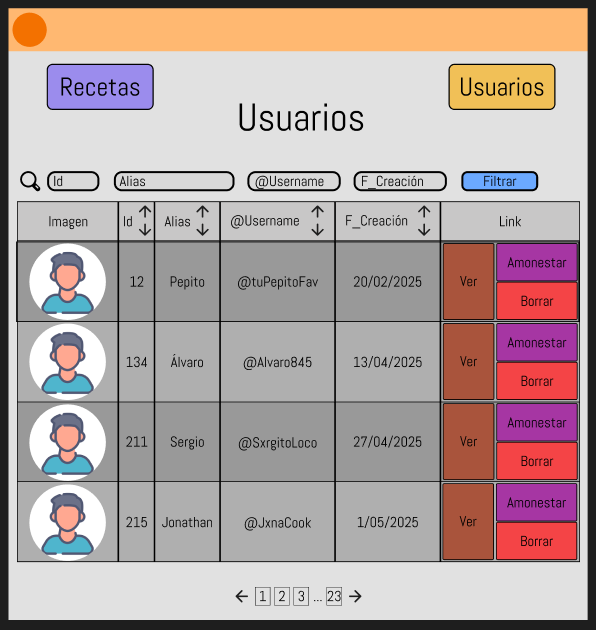 Recetas
Usuarios
Usuarios
Id
Alias
@Username
F_Creación
Filtrar
Imagen Id Alias @Username F_Creación Link
12 Pepito @tuPepitoFav 20/02/2025 Ver
Amonestar
Borrar
134 Álvaro @Alvaro845 13/04/2025 Ver
Amonestar
Borrar
211 Sergio @SxrgitoLoco 27/04/2025 Ver
Amonestar
Borrar
215 Jonathan @JxnaCook 1/05/2025 Ver
Amonestar
Borrar
1 2 3 ... 23